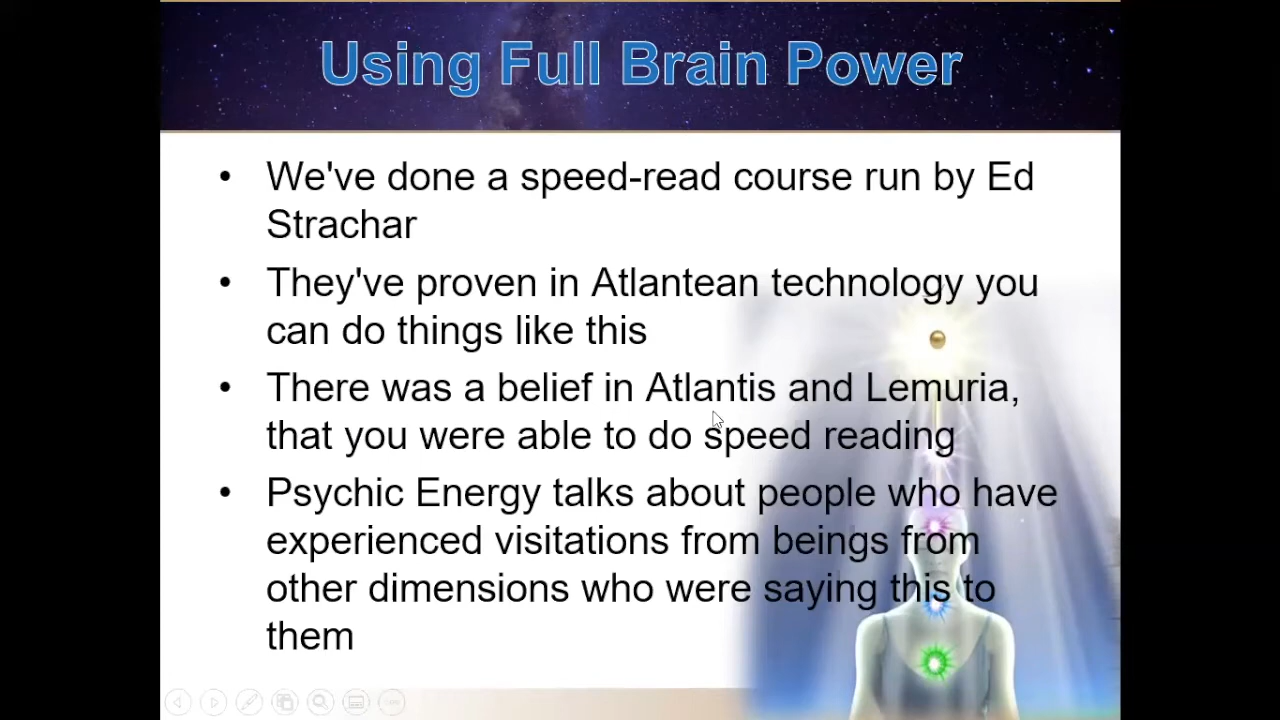 Using Full Brain Power
• We've done a speed-read course run by Ed
Strachar
• They've proven in Atlantean technology you
can do things like this
• There was a belief in Atlantis and Lemuria,
that you were able to do speed reading
• Psychic Energy talks about people who have
experienced visitations from beings from
other dimensions who were saying this to
them